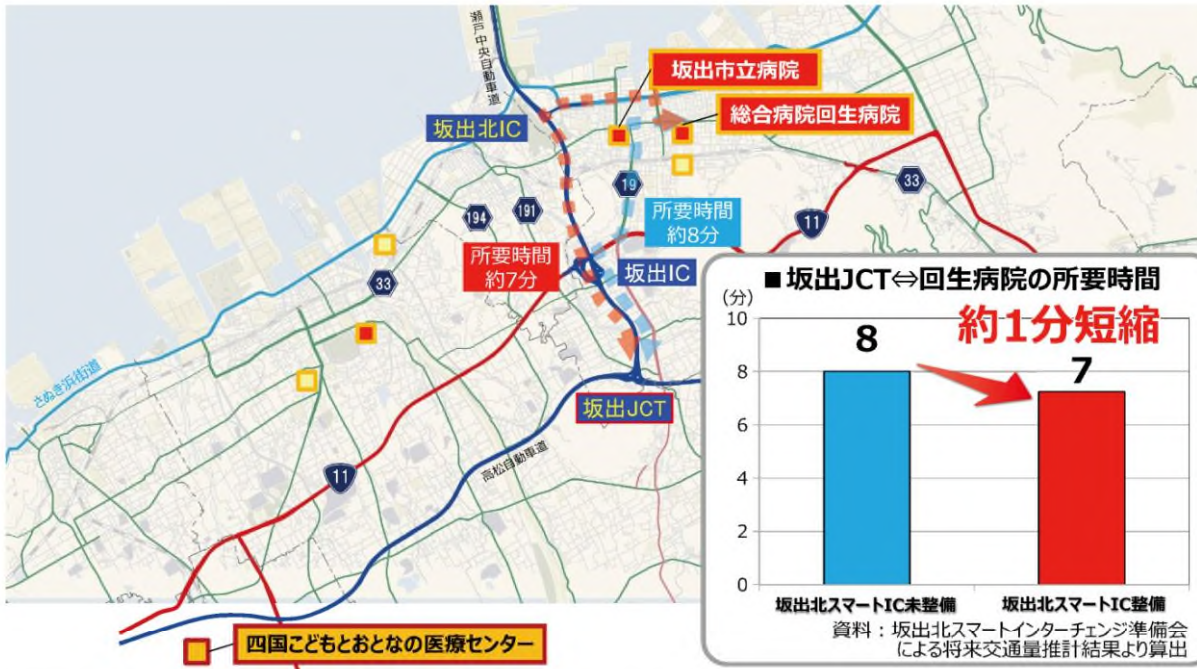 瀬戸中央自動車道
坂出市立病院
総合病院回生病院
坂出北IC
19
33
194
191
所要時間
約8分
11
所要時間
約7分
坂出IC
33
さぬき浜街道
坂出JCT
高松自動車道
11
四国こどもとおとなの医療センター
■坂出JCT⇔回生病院の所要時間
(分)
約1分短縮
10
8
6
4
2
0
8
7
坂出北スマートIC未整備
坂出北スマートIC整備
資料：坂出北スマートインターチェンジ準備会
による将来交通量推計結果より算出